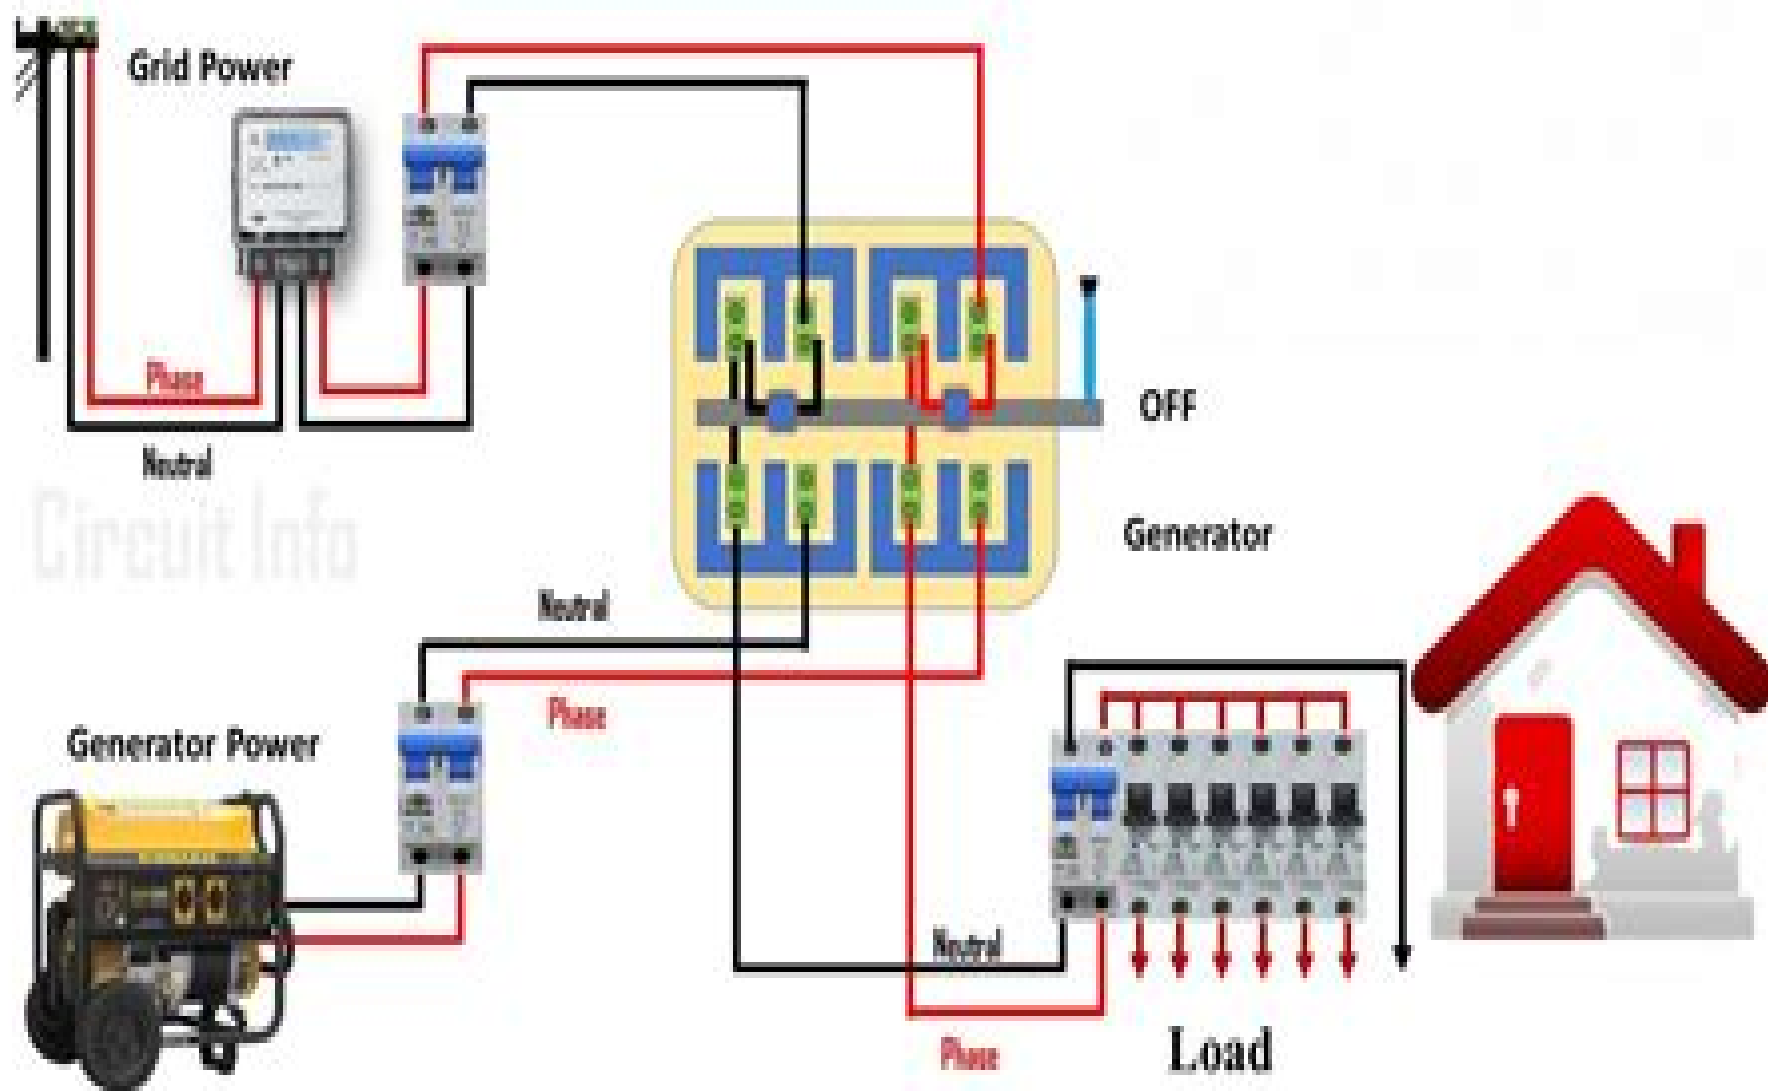 Grid Power
Phase
Neutral
OFF
Circuit Info
Generator
Neutral
Phase
Generator Power
Neutral
Phase
Load